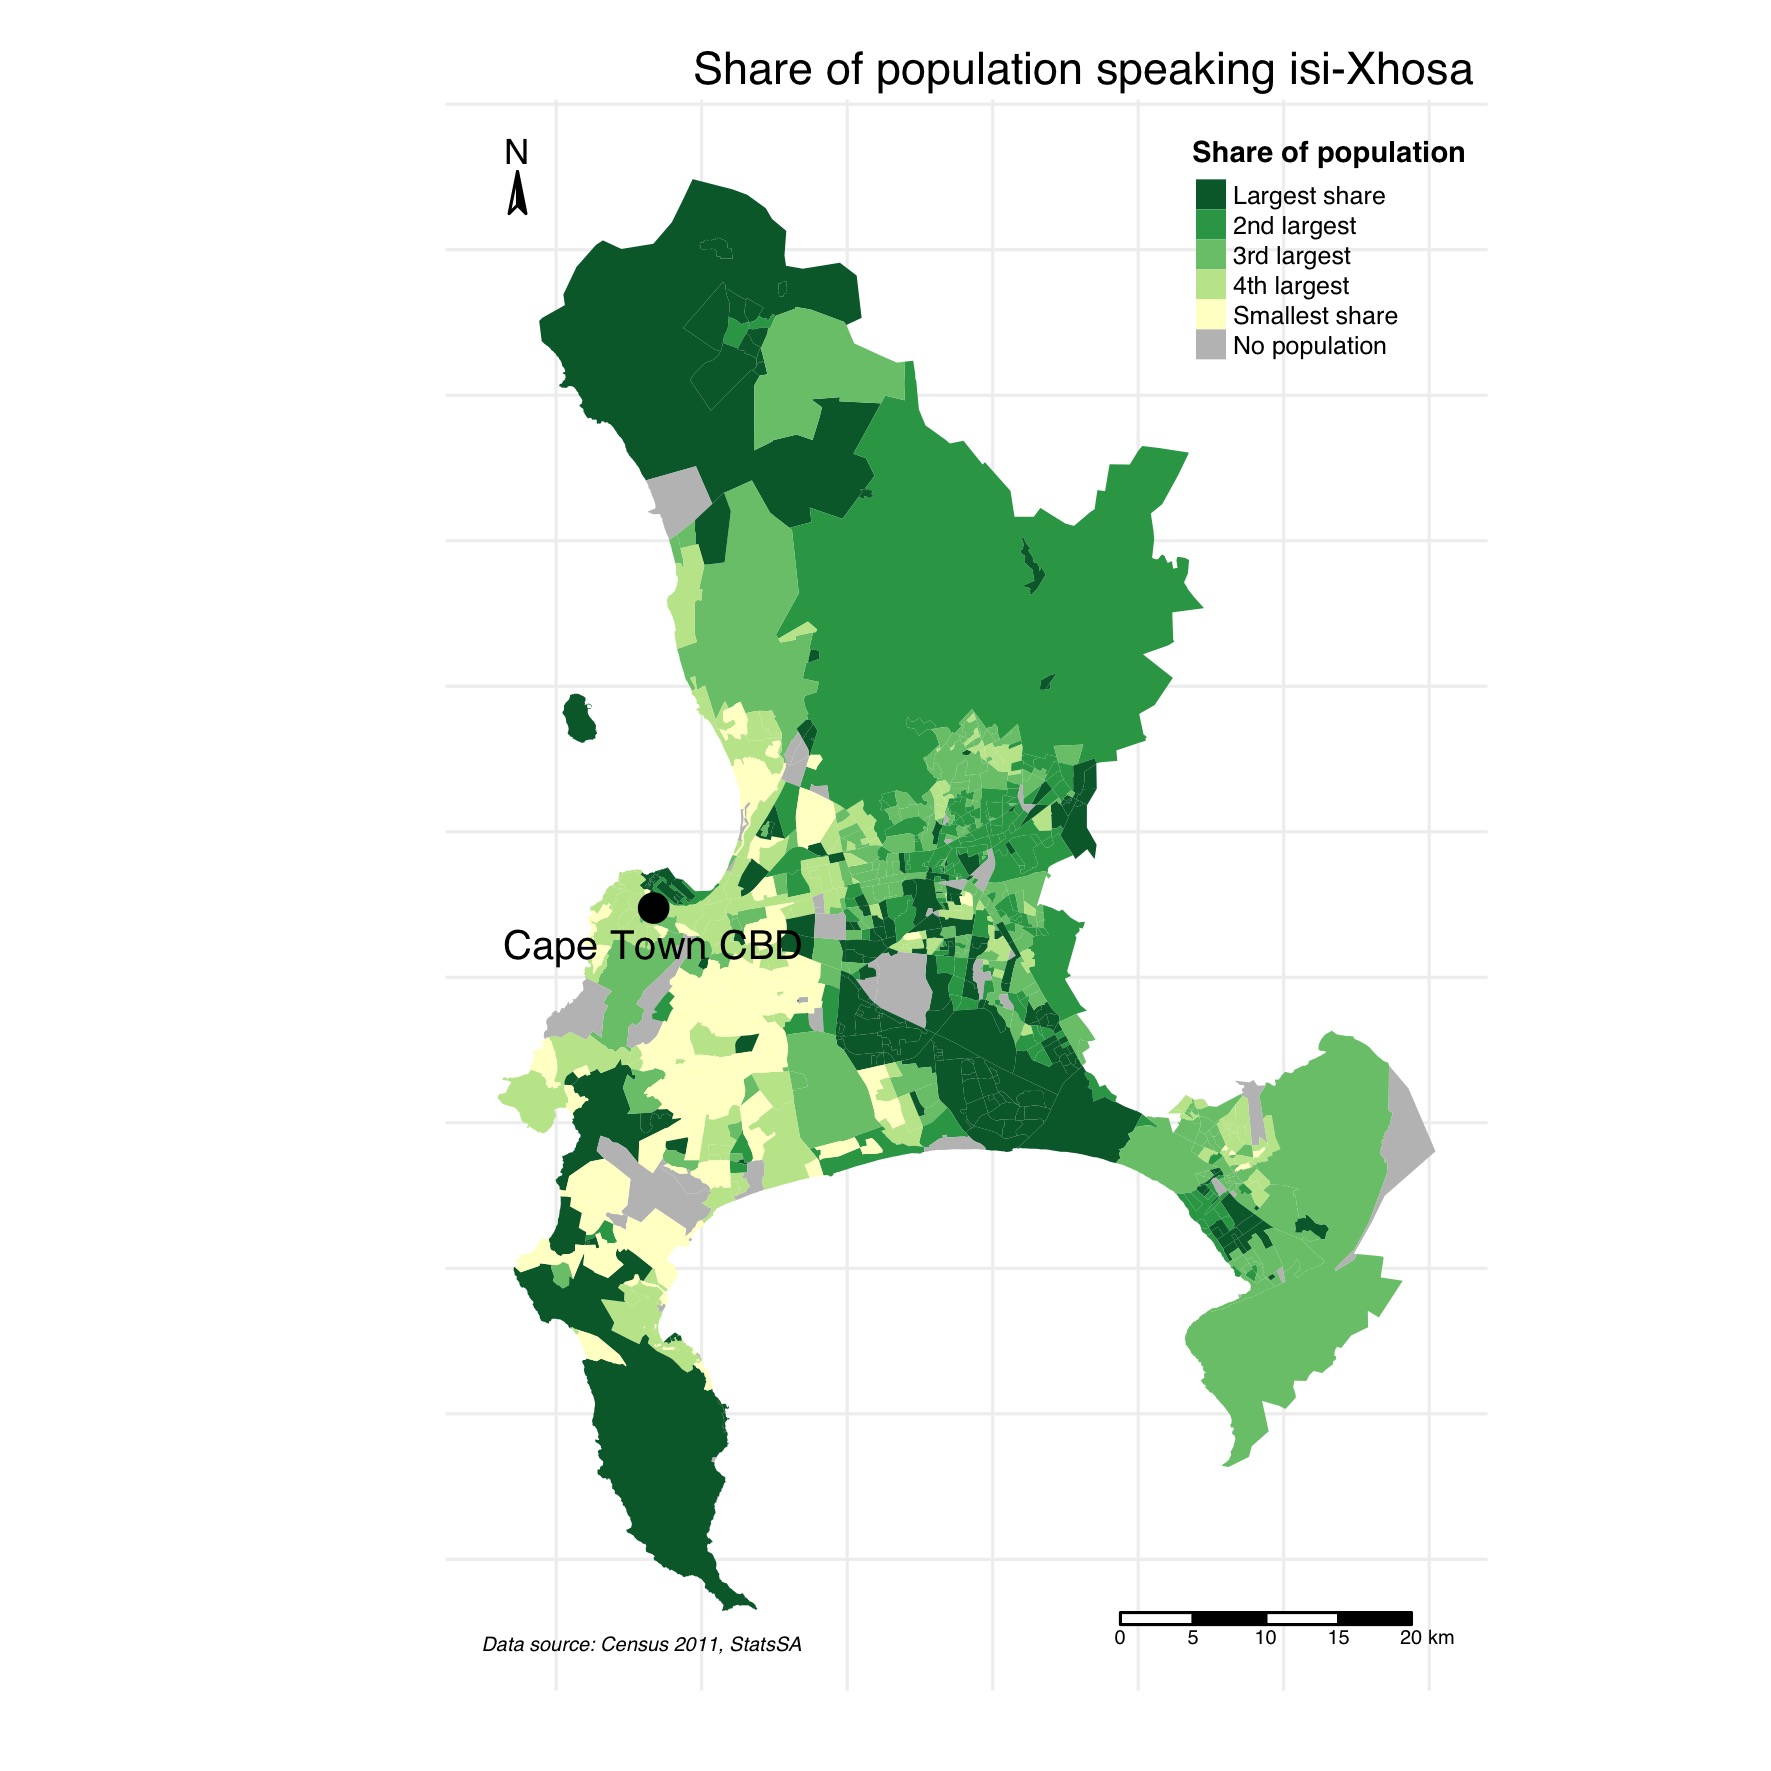 Share of population speaking isi-Xhosa
N
Share of population
Largest share
2nd largest
3rd largest
4th largest
Smallest share
No population
Cape Town CBD
Data source: Census 2011, StatsSA
0 5 10 15 20 km